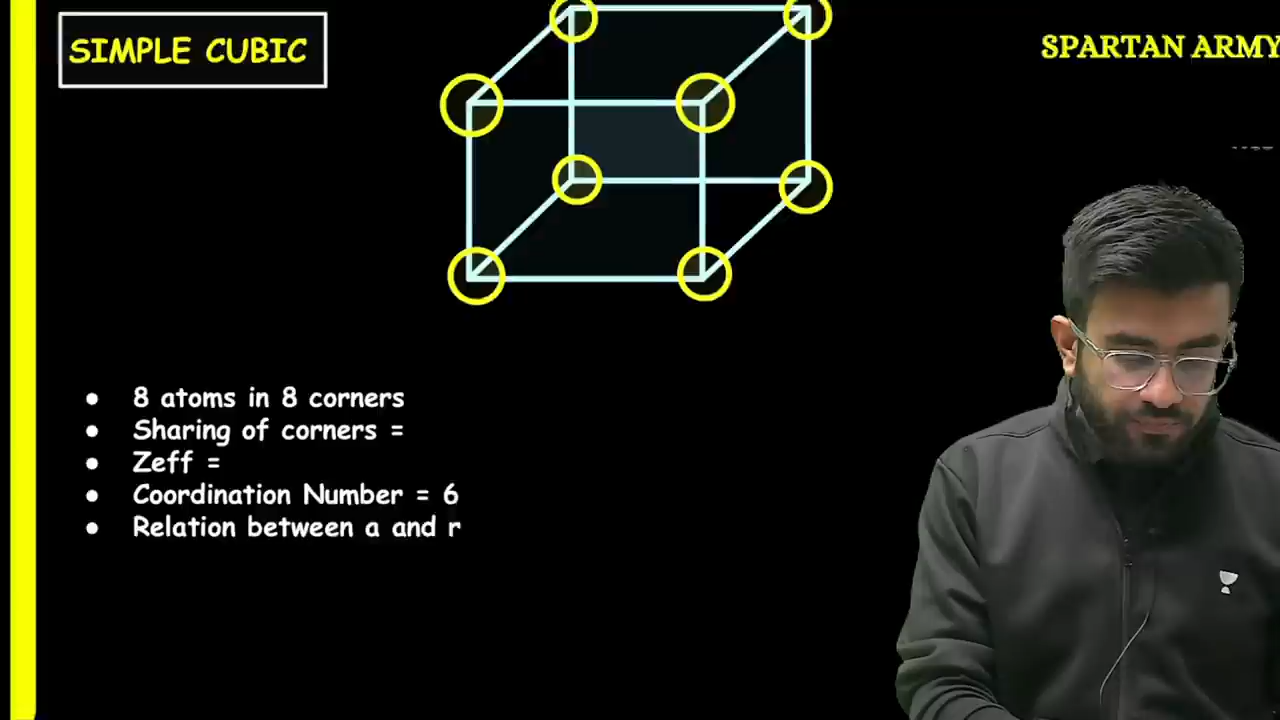 SIMPLE CUBIC
SPARTAN ARMY
8 atoms in 8 corners
Sharing of corners =
Zeff =
Coordination Number = 6
Relation between a and r